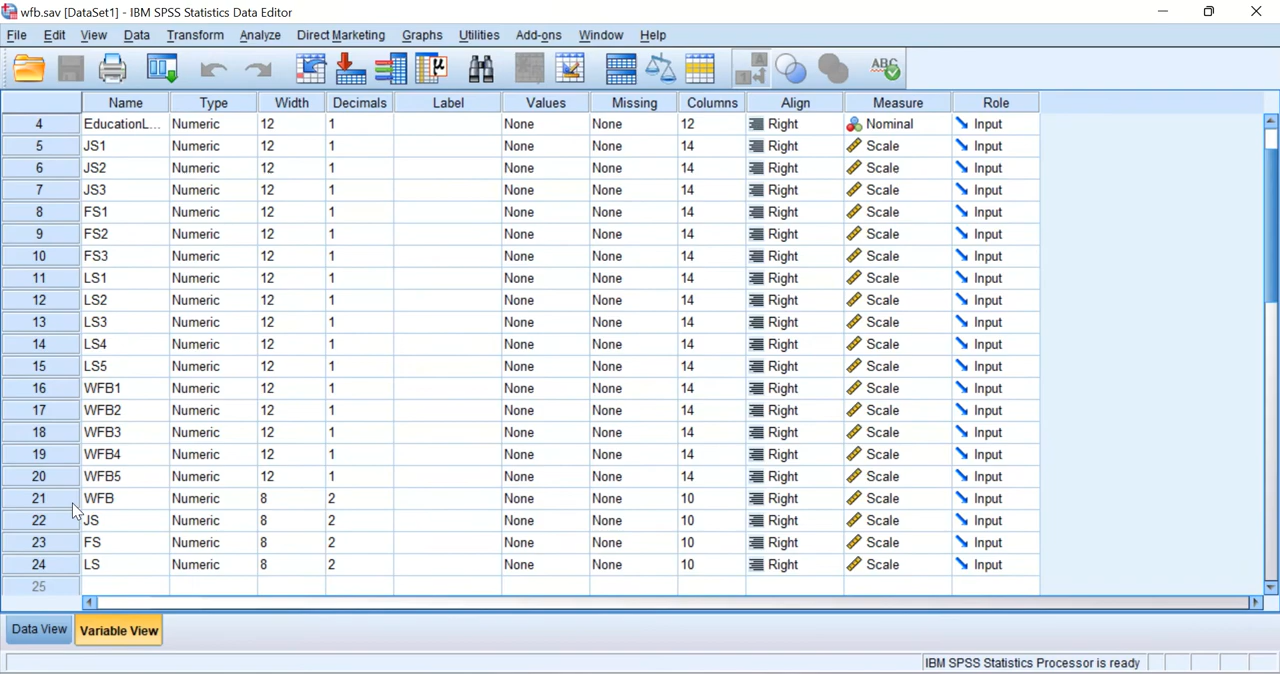 wfb.sav [DataSet1] - IBM SPSS Statistics Data Editor
File Edit View Data Transform Analyze Direct Marketing Graphs Utilities Add-ons Window Help
Name Type Width Decimals Label Values Missing Columns Align Measure Role
4 EducationL... Numeric 12 1 None None 12 Right Nominal Input
5 JS1 Numeric 12 1 None None 14 Right Scale Input
6 JS2 Numeric 12 1 None None 14 Right Scale Input
7 JS3 Numeric 12 1 None None 14 Right Scale Input
8 FS1 Numeric 12 1 None None 14 Right Scale Input
9 FS2 Numeric 12 1 None None 14 Right Scale Input
10 FS3 Numeric 12 1 None None 14 Right Scale Input
11 LS1 Numeric 12 1 None None 14 Right Scale Input
12 LS2 Numeric 12 1 None None 14 Right Scale Input
13 LS3 Numeric 12 1 None None 14 Right Scale Input
14 LS4 Numeric 12 1 None None 14 Right Scale Input
15 LS5 Numeric 12 1 None None 14 Right Scale Input
16 WFB1 Numeric 12 1 None None 14 Right Scale Input
17 WFB2 Numeric 12 1 None None 14 Right Scale Input
18 WFB3 Numeric 12 1 None None 14 Right Scale Input
19 WFB4 Numeric 12 1 None None 14 Right Scale Input
20 WFB5 Numeric 12 1 None None 14 Right Scale Input
21 WFB Numeric 8 2 None None 10 Right Scale Input
22 JS Numeric 8 2 None None 10 Right Scale Input
23 FS Numeric 8 2 None None 10 Right Scale Input
24 LS Numeric 8 2 None None 10 Right Scale Input
25
Data View Variable View
IBM SPSS Statistics Processor is ready